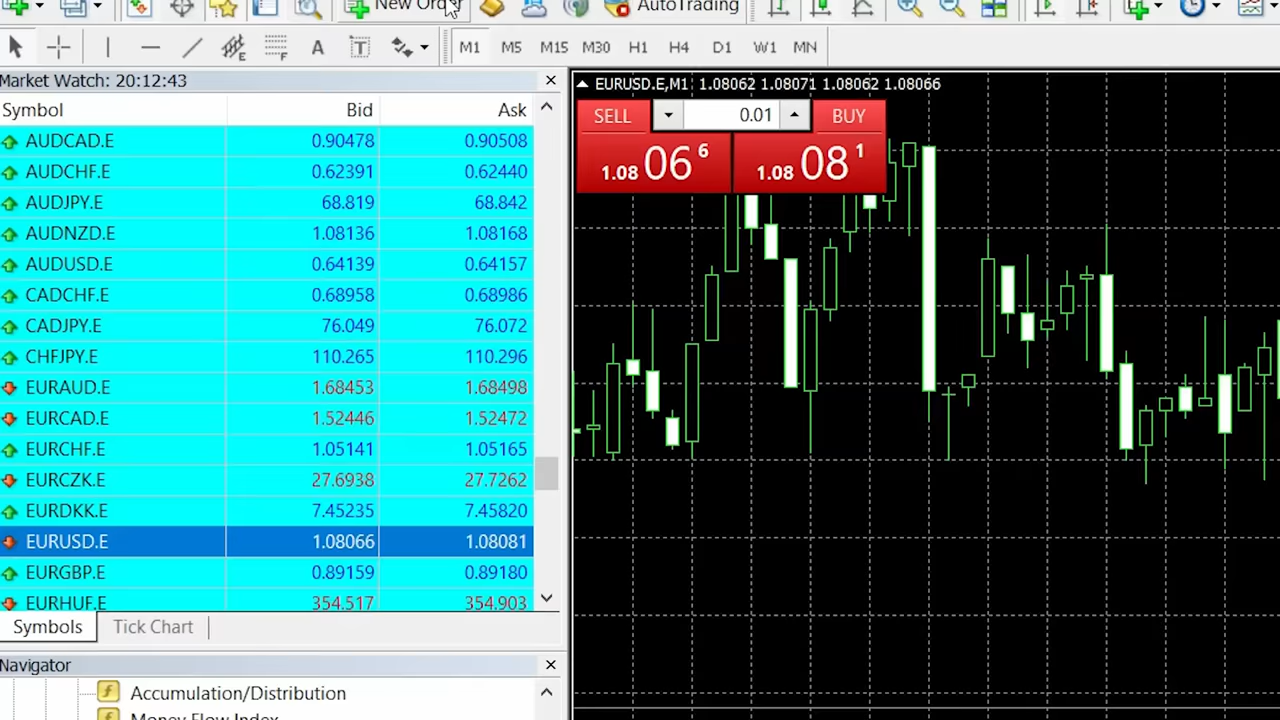 New Order
AutoTrading
A T
E F
M1 M5 M15 M30 H1 H4 D1 W1 MN
Market Watch: 20:12:43
Symbol Bid Ask
AUDCAD.E 0.90478 0.90508
AUDCHF.E 0.62391 0.62440
AUDJPY.E 68.819 68.842
AUDNZD.E 1.08136 1.08168
AUDUSD.E 0.64139 0.64157
CADCHF.E 0.68958 0.68986
CADJPY.E 76.049 76.072
CHFJPY.E 110.265 110.296
EURAUD.E 1.68453 1.68498
EURCAD.E 1.52446 1.52472
EURCHF.E 1.05141 1.05165
EURCZK.E 27.6938 27.7262
EURDKK.E 7.45235 7.45820
EURUSD.E 1.08066 1.08081
EURGBP.E 0.89159 0.89180
EURHUF.E 354.517 354.903
Symbols Tick Chart
Navigator
Accumulation/Distribution
Money Flow Index
EURUSD.E,M1 1.08062 1.08071 1.08062 1.08066
SELL 0.01 BUY
1.08 06 6 1.08 08 1